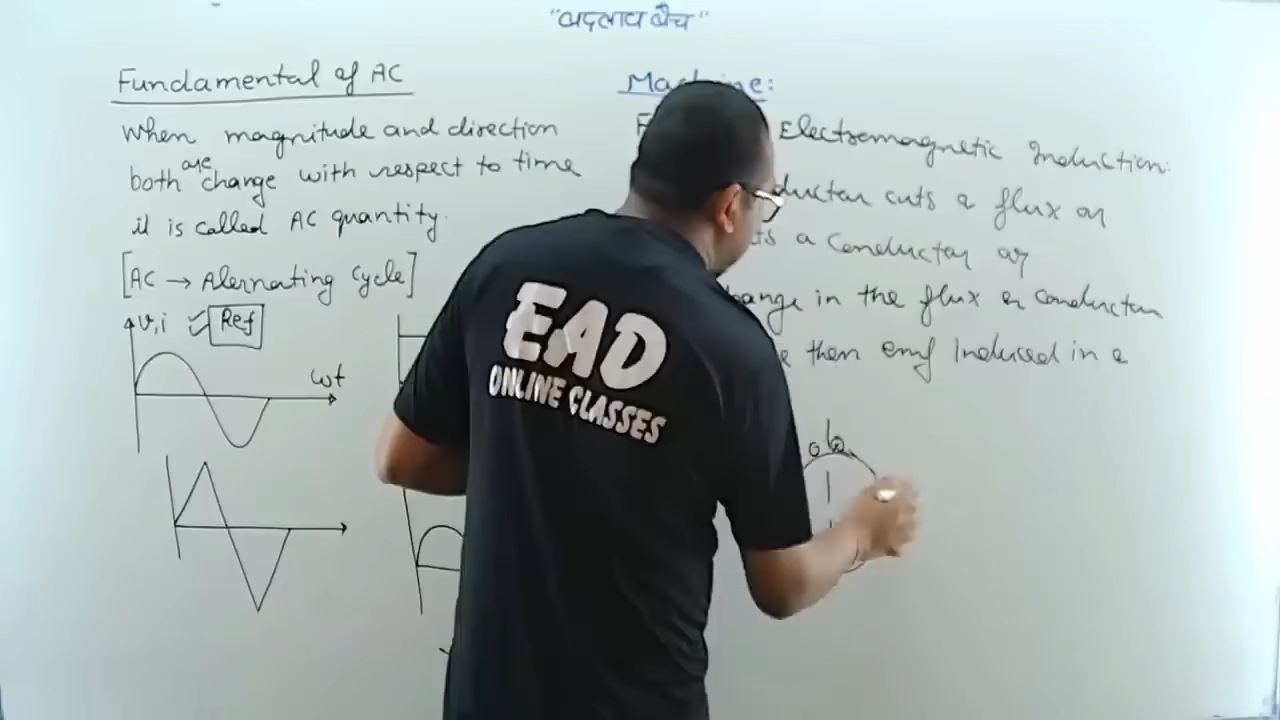 "बदलाव बैच"
Fundamental of AC
When magnitude and direction
both are change with respect to time
it is called AC quantity.
[AC → Alernating Cycle]
v,i Ref
ωt
Electromagnetic Induction:
cuts a flux or
a Conductor or
in the flux or conductor
then emf Induced in a
EAD
ONLINE CLASSES